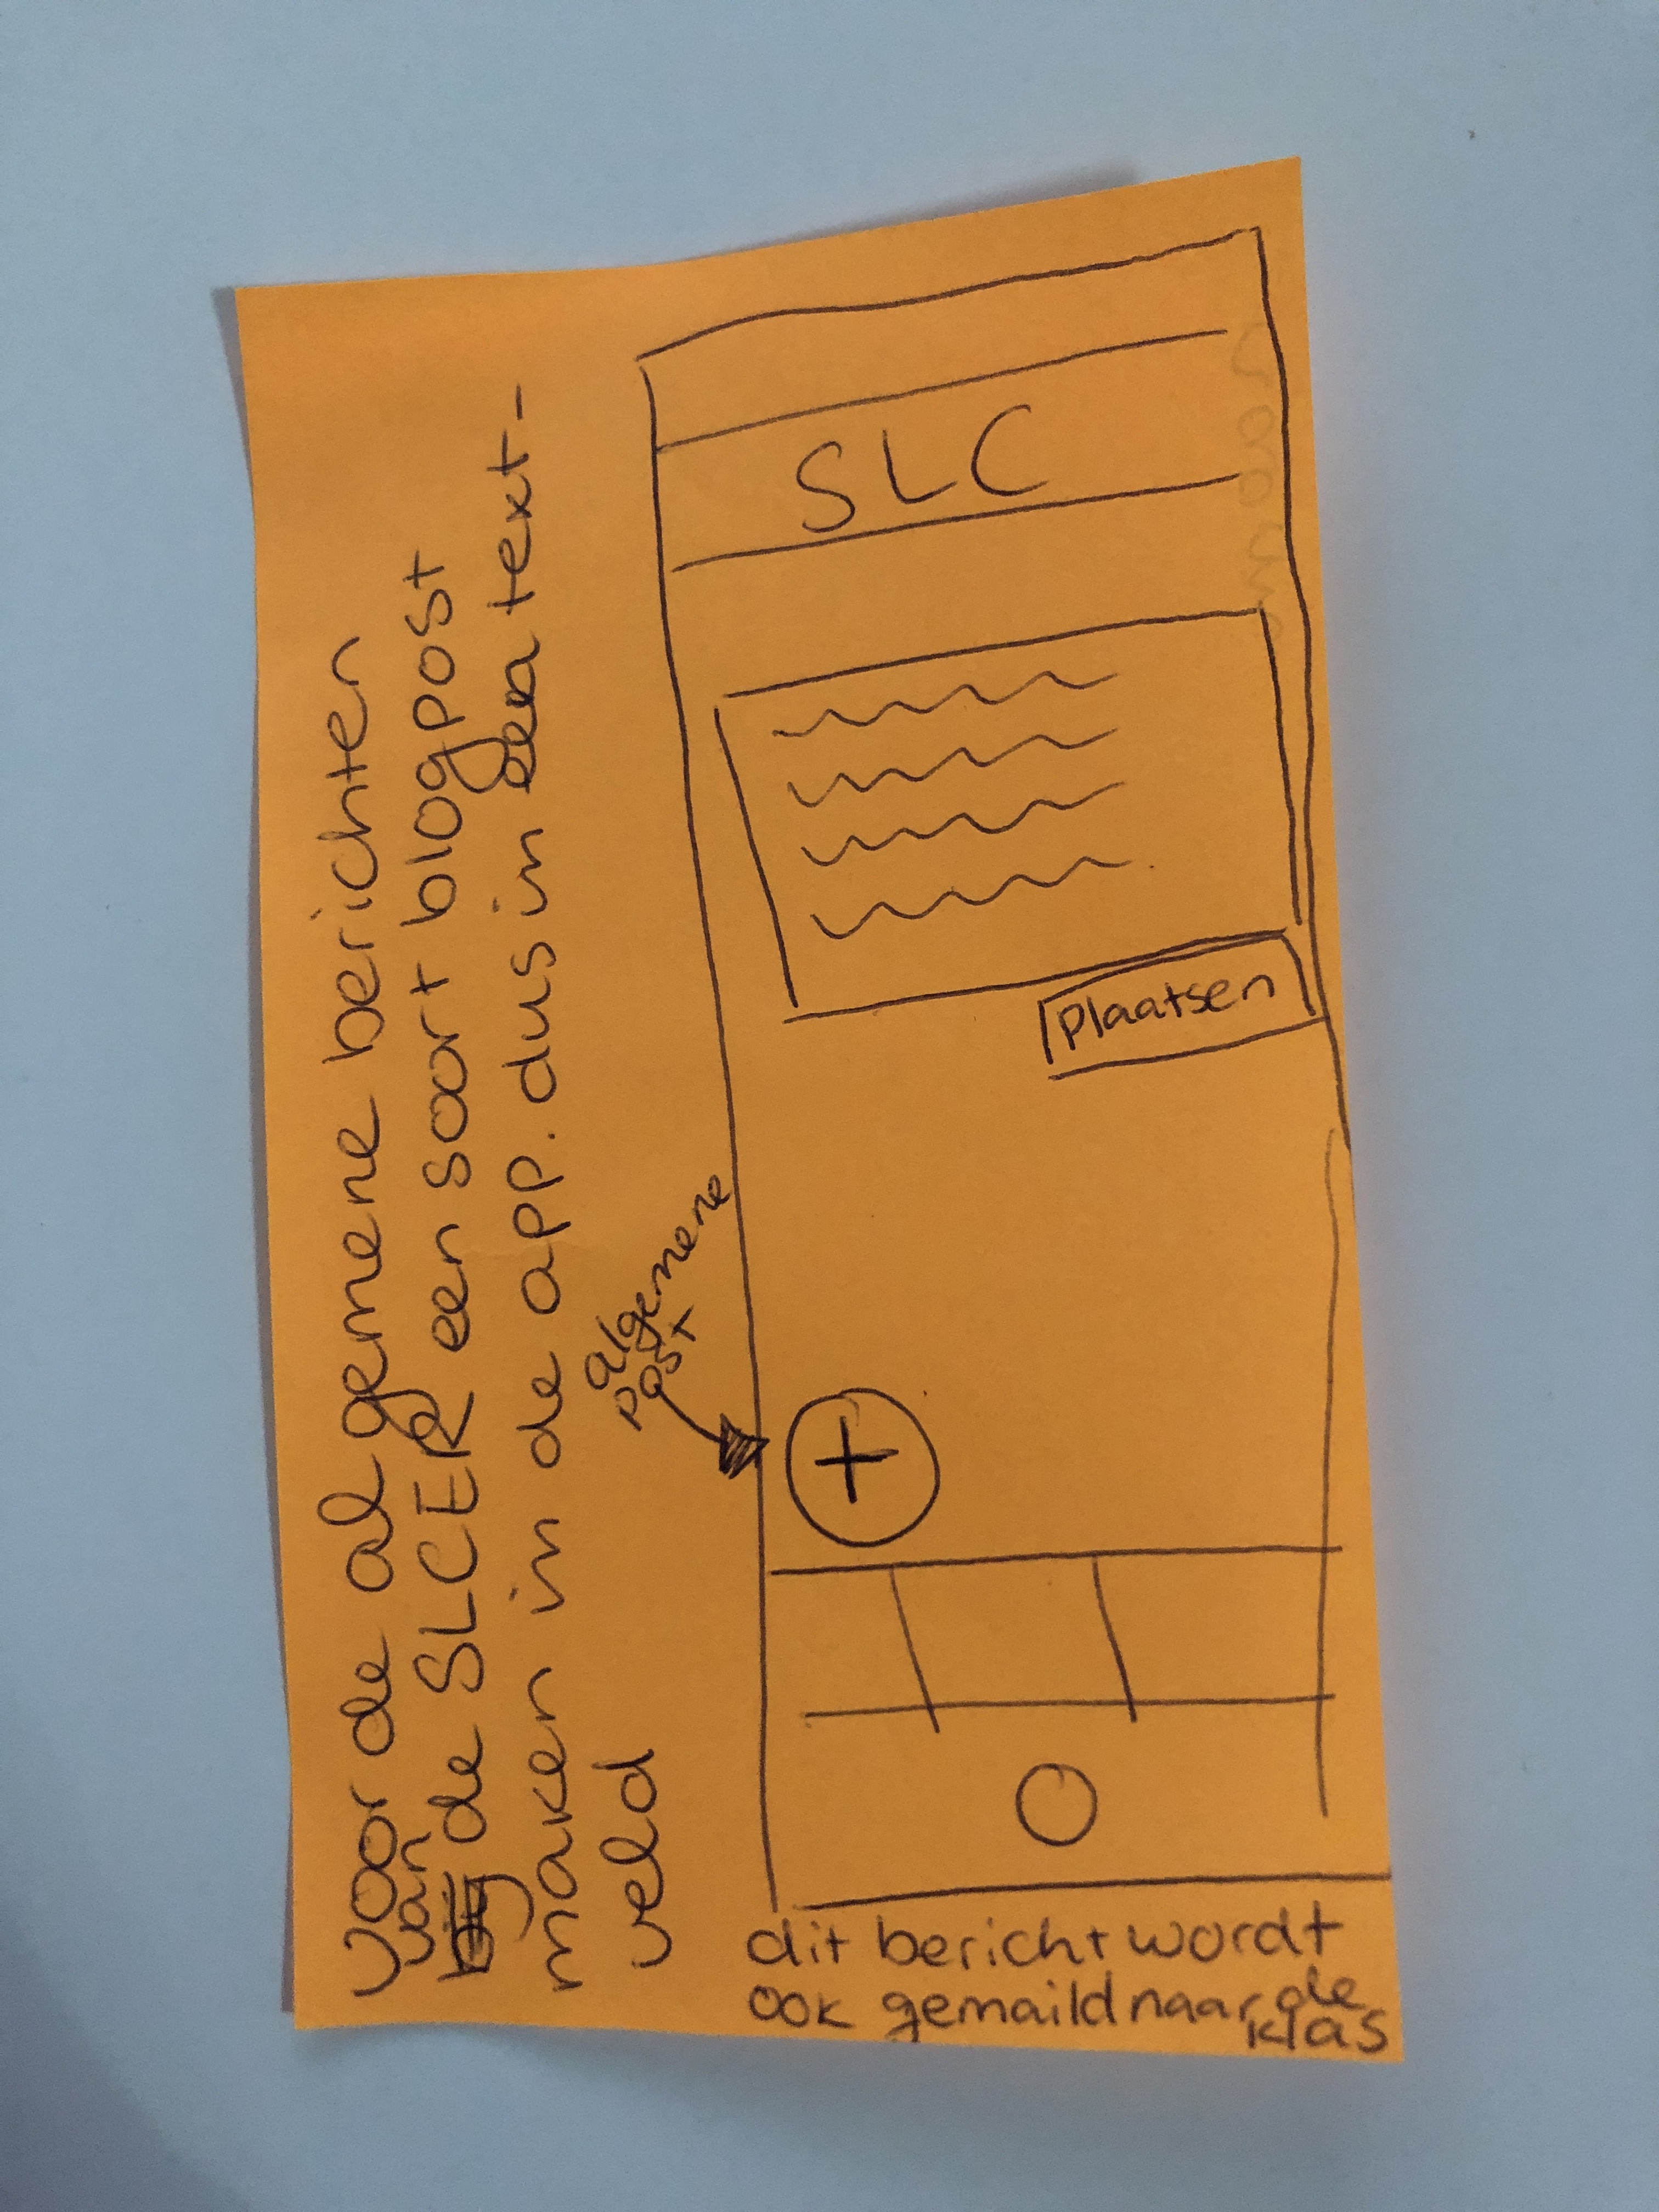 voor de algemene berichten
van
de SLCER een soort blogpost
maken in de app. dus in een text-
veld
algemene
post
SLC
Plaatsen
+
dit bericht wordt
ook gemaild naar de
klas